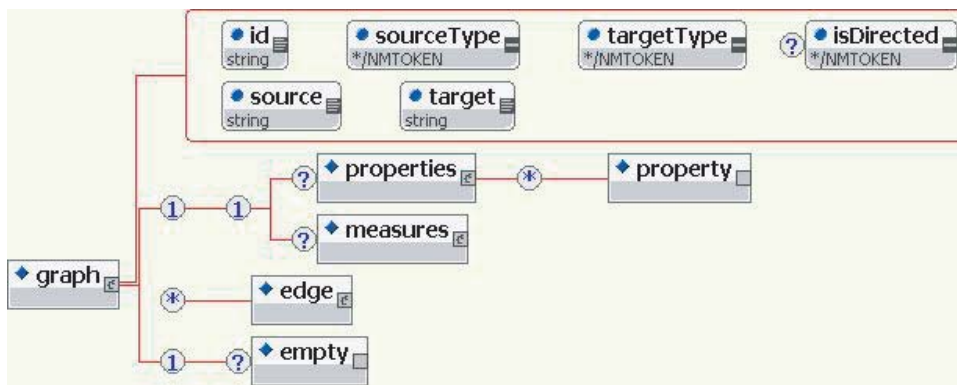 id sourceType targetType ? isDirected
string */NMTOKEN */NMTOKEN */NMTOKEN
source target
string string
? properties * property
1 1
? measures
graph
* edge
1 ? empty